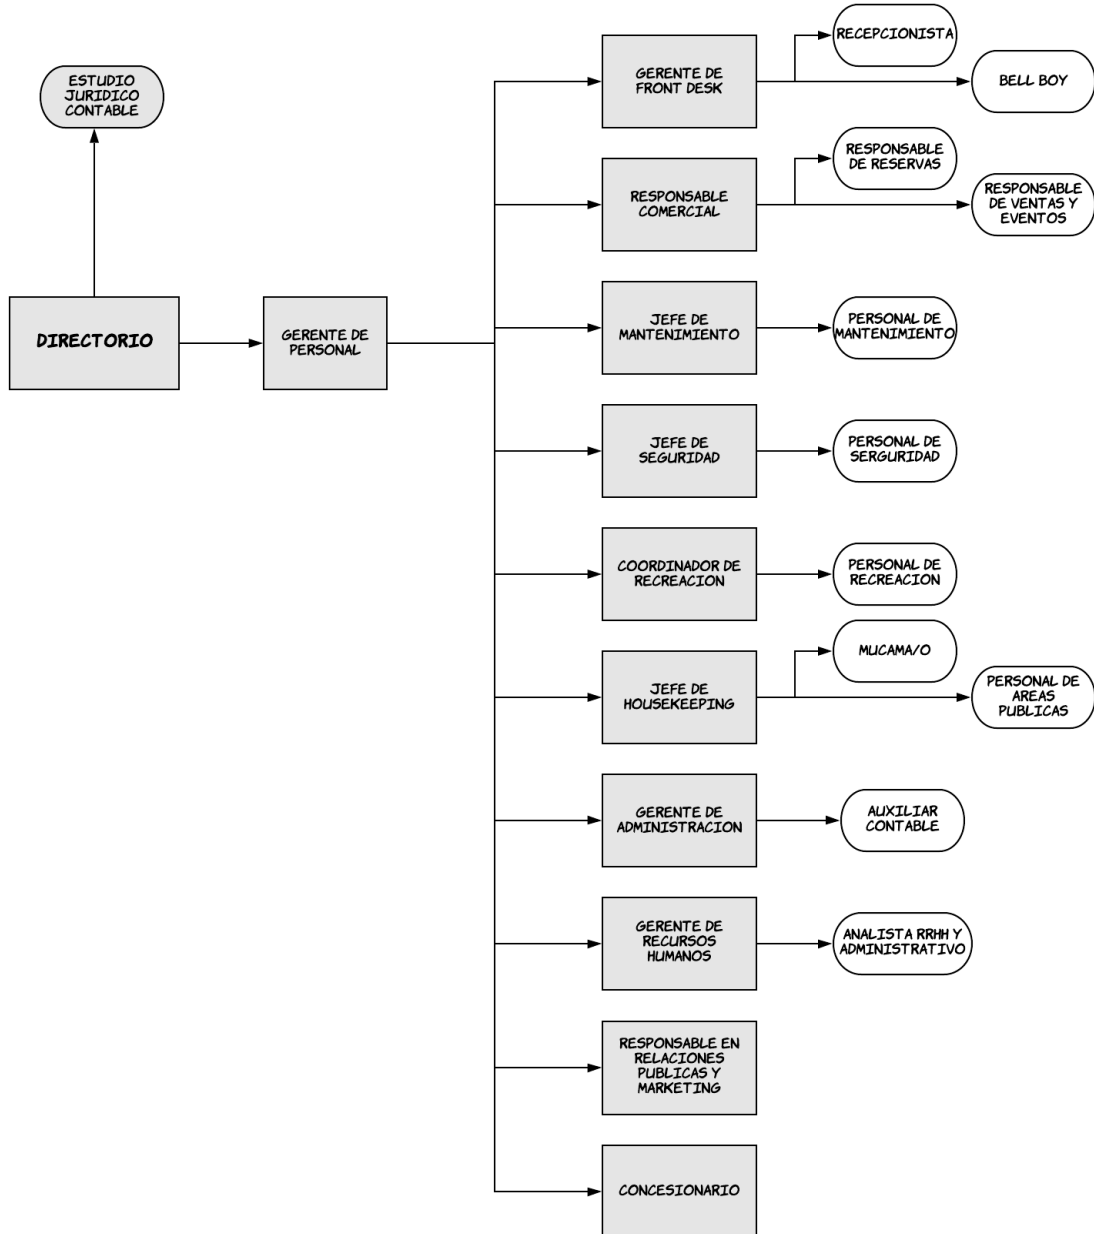 ESTUDIO
JURIDICO
CONTABLE
DIRECTORIO
GERENTE DE
PERSONAL
GERENTE DE
FRONT DESK
RECEPCIONISTA
BELL BOY
RESPONSABLE
COMERCIAL
RESPONSABLE
DE RESERVAS
RESPONSABLE
DE VENTAS Y
EVENTOS
JEFE DE
MANTENIMIENTO
PERSONAL DE
MANTENIMIENTO
JEFE DE
SEGURIDAD
PERSONAL DE
SERGURIDAD
COORDINADOR DE
RECREACION
PERSONAL DE
RECREACION
JEFE DE
HOUSEKEEPING
MUCAMA/O
PERSONAL DE
AREAS
PUBLICAS
GERENTE DE
ADMINISTRACION
AUXILIAR
CONTABLE
GERENTE DE
RECURSOS
HUMANOS
ANALISTA RRHH Y
ADMINISTRATIVO
RESPONSABLE EN
RELACIONES
PUBLICAS Y
MARKETING
CONCESIONARIO